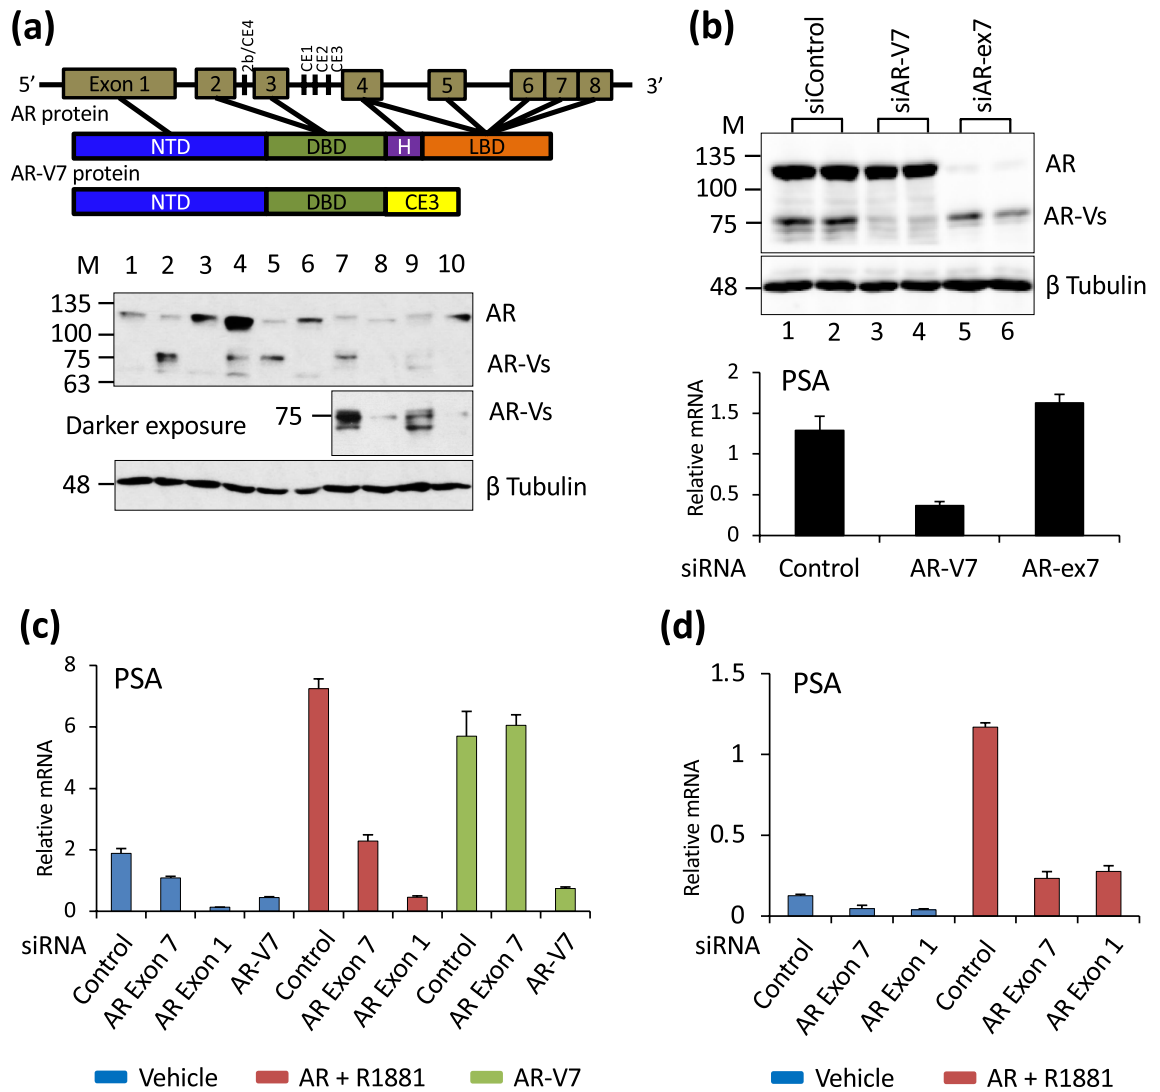 (a)
2b/CE4
CE1
CE2
CE3
5’ Exon 1 2 3 4 5 6 7 8 3’
AR protein
NTD DBD H LBD
AR-V7 protein
NTD DBD CE3
M 1 2 3 4 5 6 7 8 9 10
135
100
75
63
AR
AR-Vs
Darker exposure 75 AR-Vs
48 β Tubulin
(b)
siControl
siAR-V7
siAR-ex7
M
135
100
75
AR
AR-Vs
48 β Tubulin
1 2 3 4 5 6
PSA
Relative mRNA
2
1.5
1
0.5
0
siRNA Control AR-V7 AR-ex7
(c)
PSA
Relative mRNA
8
6
4
2
0
siRNA
Control
AR Exon 7
AR Exon 1
AR-V7
Control
AR Exon 7
AR Exon 1
Control
AR Exon 7
AR-V7
Vehicle AR + R1881 AR-V7
(d)
PSA
Relative mRNA
1.5
1
0.5
0
siRNA
Control
AR Exon 7
AR Exon 1
Control
AR Exon 7
AR Exon 1
Vehicle AR + R1881